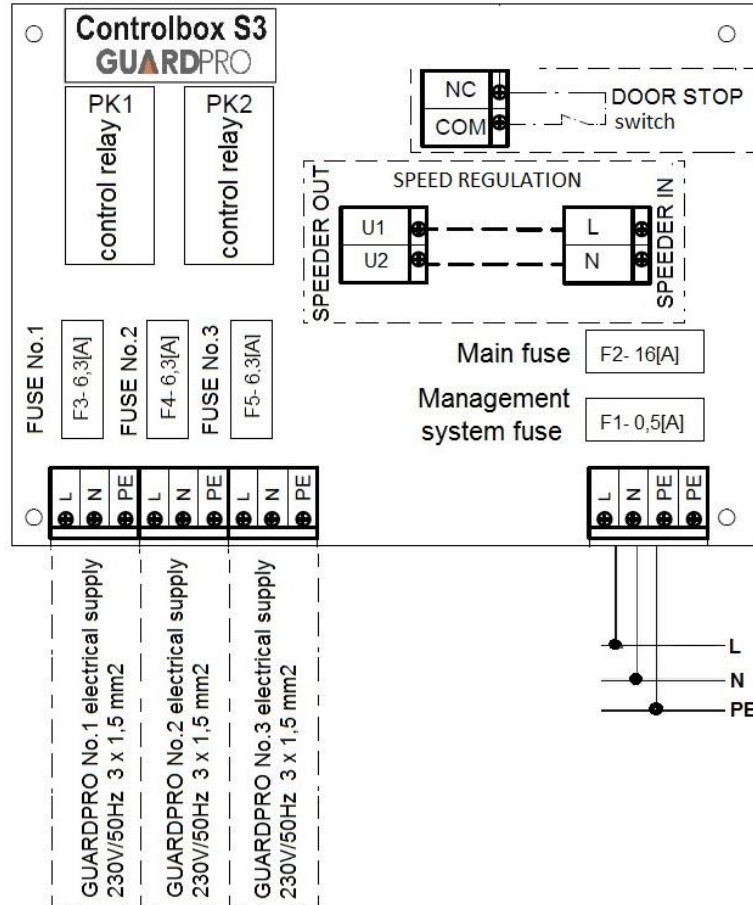 Controlbox S3
GUARDPRO
PK1
control relay
PK2
control relay
NC
COM
DOOR STOP
switch
SPEED REGULATION
SPEEDER OUT
U1
U2
L
N
SPEEDER IN
FUSE No.1
F3- 6,3[A]
FUSE No.2
F4- 6,3[A]
FUSE No.3
F5- 6,3[A]
Main fuse
F2- 16[A]
Management
system fuse
F1- 0,5[A]
L N PE L N PE L N PE
L N PE PE
GUARDPRO No.1 electrical supply
230V/50Hz 3 x 1,5 mm2
GUARDPRO No.2 electrical supply
230V/50Hz 3 x 1,5 mm2
GUARDPRO No.3 electrical supply
230V/50Hz 3 x 1,5 mm2
L
N
PE